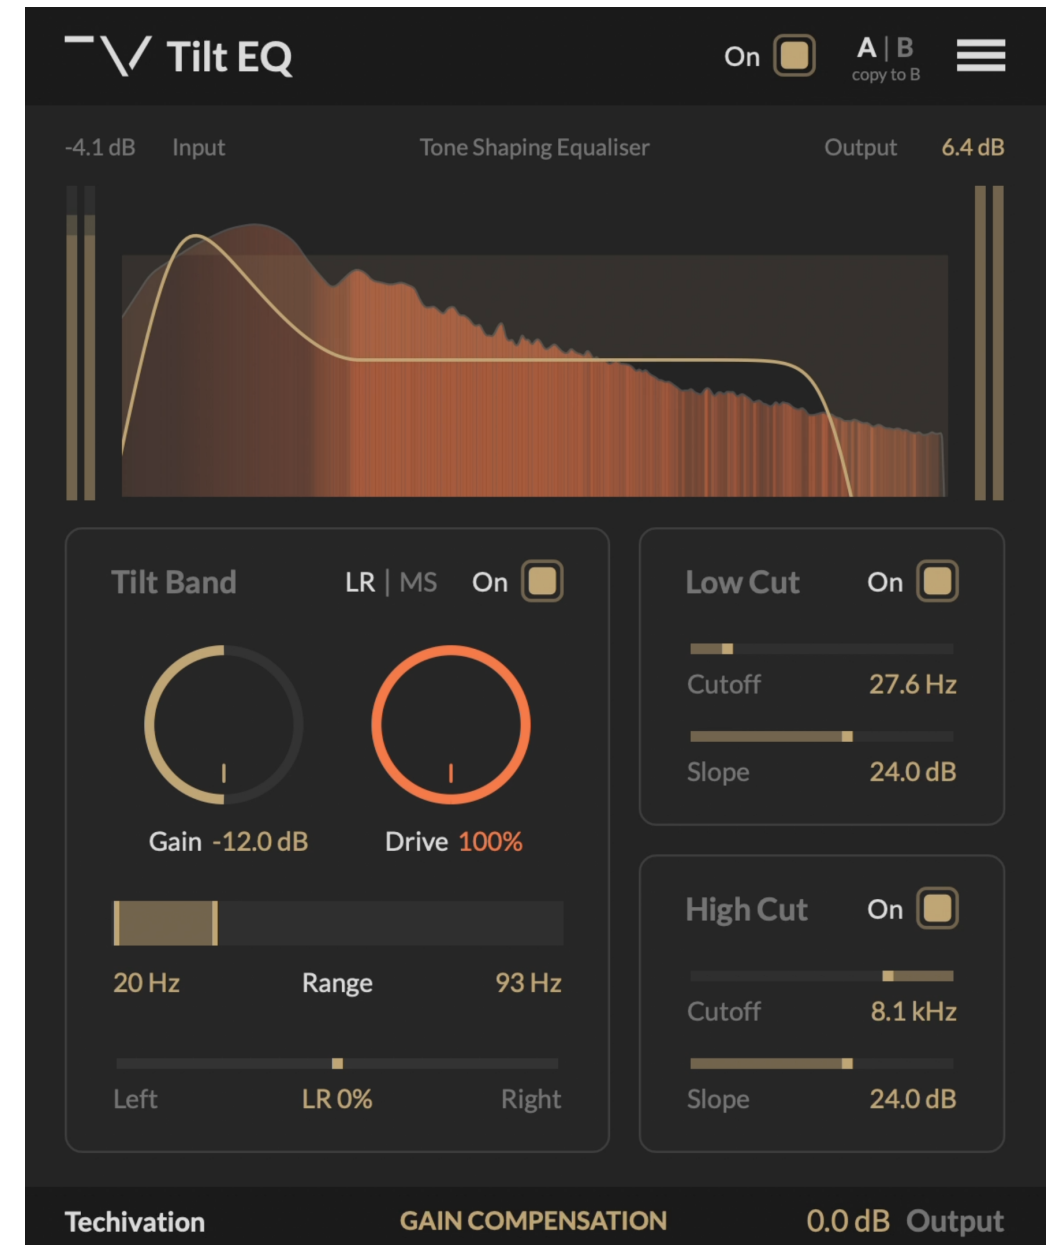 Tilt EQ On A | B
copy to B
-4.1 dB Input Tone Shaping Equaliser Output 6.4 dB
Tilt Band LR | MS On
Gain -12.0 dB Drive 100%
20 Hz Range 93 Hz
Left LR 0% Right
Low Cut On
Cutoff 27.6 Hz
Slope 24.0 dB
High Cut On
Cutoff 8.1 kHz
Slope 24.0 dB
Techivation GAIN COMPENSATION 0.0 dB Output